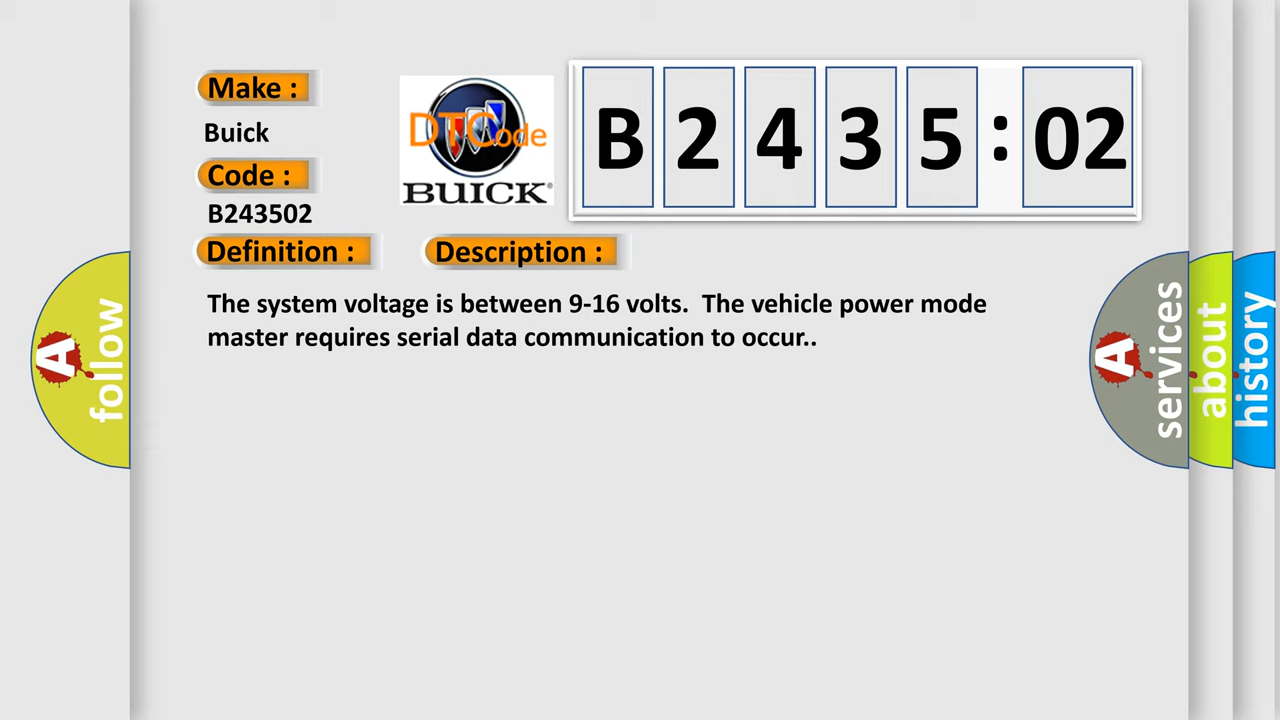 Make :
Buick
Code :
B243502
Definition :
Description :
The system voltage is between 9-16 volts  The vehicle power mode
master requires serial data communication to occur..
DTCode
BUICK®
B 2 4 3 5 : 02
A follow
A services
about
history